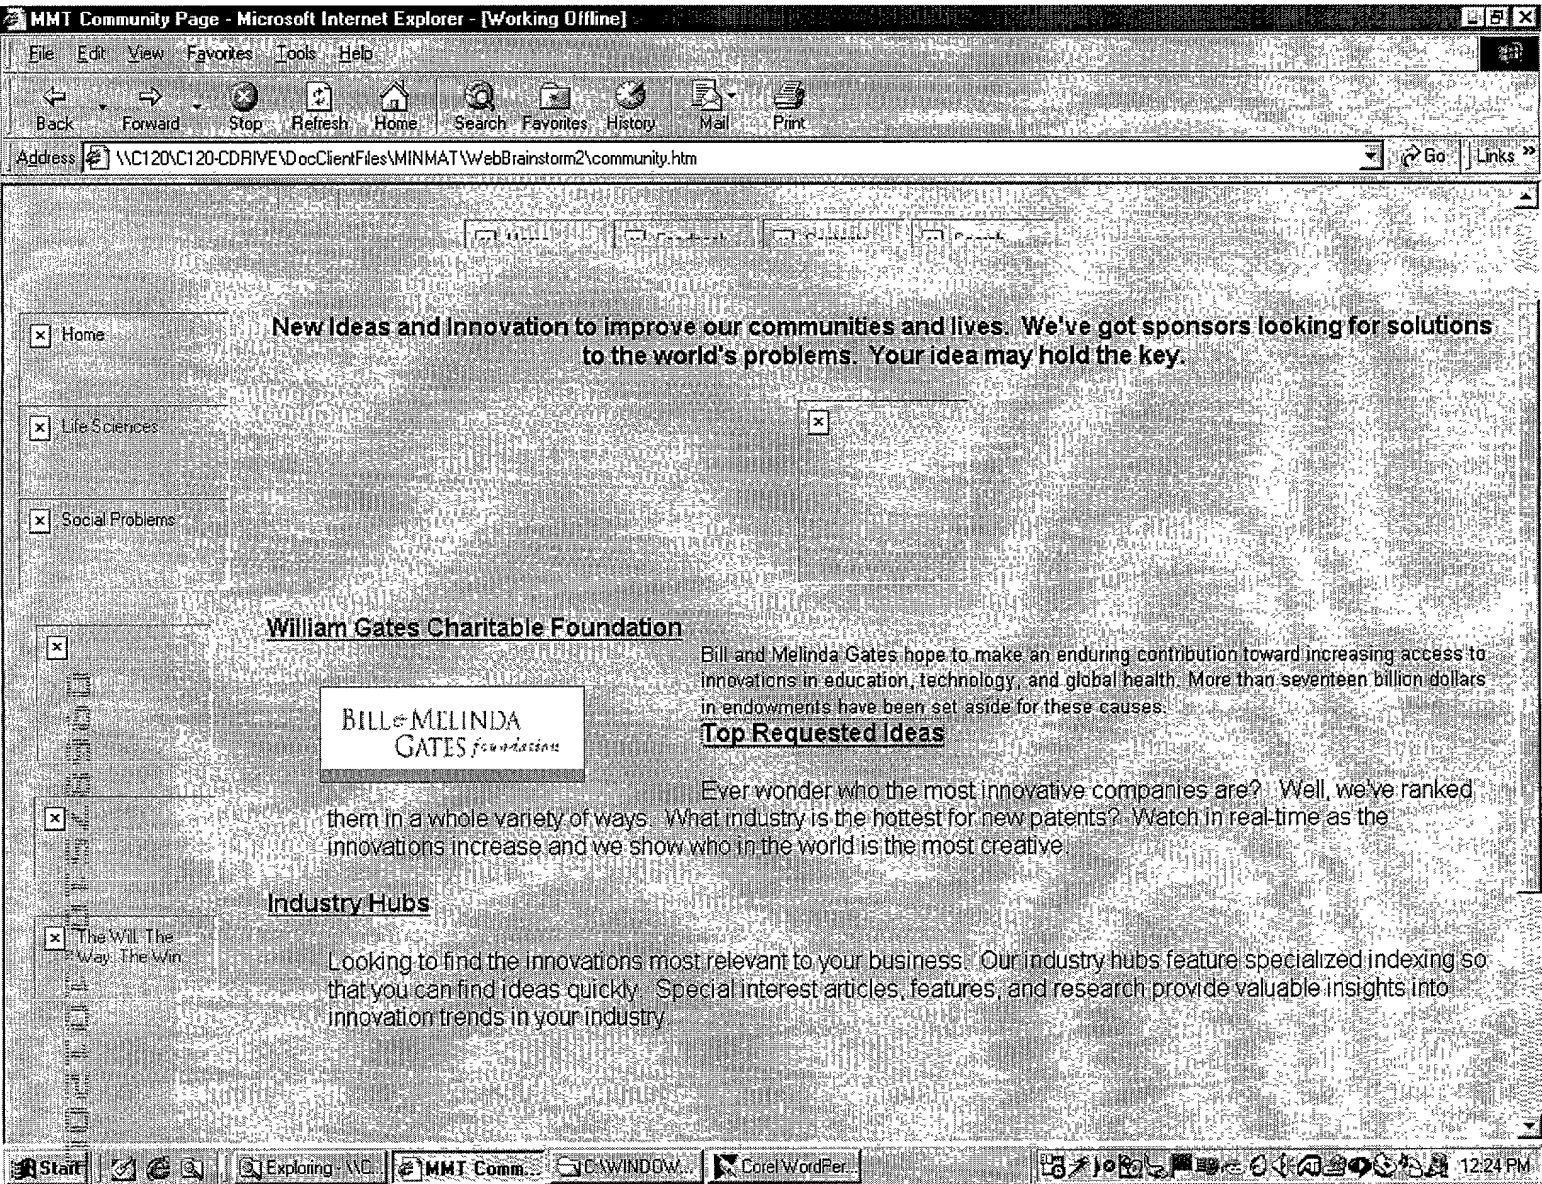 MMT Community Page - Microsoft Internet Explorer - [Working Offline]
File Edit View Favorites Tools Help
Back Forward Stop Refresh Home Search Favorites History Mail Print
Address \\C120\C120-CDRIVE\DocClientFiles\MINMAT\WebBrainstorm2\community.htm Go Links »
New Ideas and Innovation to improve our communities and lives. We've got sponsors looking for solutions
to the world's problems. Your idea may hold the key.
Home
Life Sciences
Social Problems
William Gates Charitable Foundation
Bill and Melinda Gates hope to make an enduring contribution toward increasing access to
innovations in education, technology, and global health. More than seventeen billion dollars
in endowments have been set aside for these causes.
BILL & MELINDA
GATES foundation
Top Requested Ideas
Ever wonder who the most innovative companies are? Well, we've ranked
them in a whole variety of ways. What industry is the hottest for new patents? Watch in real-time as the
innovations increase and we show who in the world is the most creative.
Industry Hubs
The Will. The
Way. The Win
Looking to find the innovations most relevant to your business. Our industry hubs feature specialized indexing so
that you can find ideas quickly. Special interest articles, features, and research provide valuable insights into
innovation trends in your industry
Start Exploring - \\C... MMT Comm... C:\WINDOW... Corel WordPer... 12:24 PM